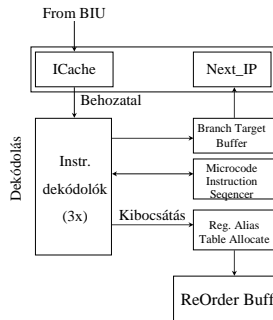 From BIU
ICache
Next_IP
Behozatal
Dekódolás
Instr.
dekódolók
(3x)
Branch Target
Buffer
Microcode
Instruction
Seqencer
Kibocsátás
Reg. Alias
Table Allocate
ReOrder Buff